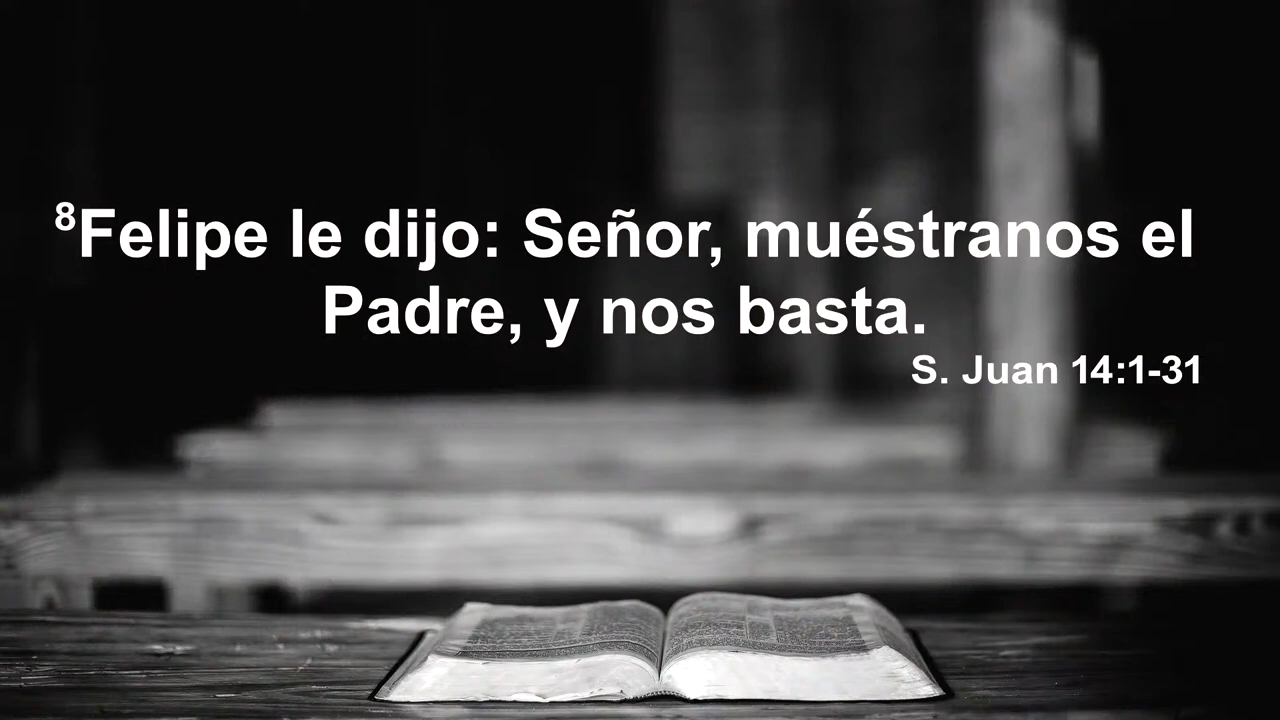 ⁸Felipe le dijo: Señor, muéstranos el
Padre, y nos basta.
S. Juan 14:1-31